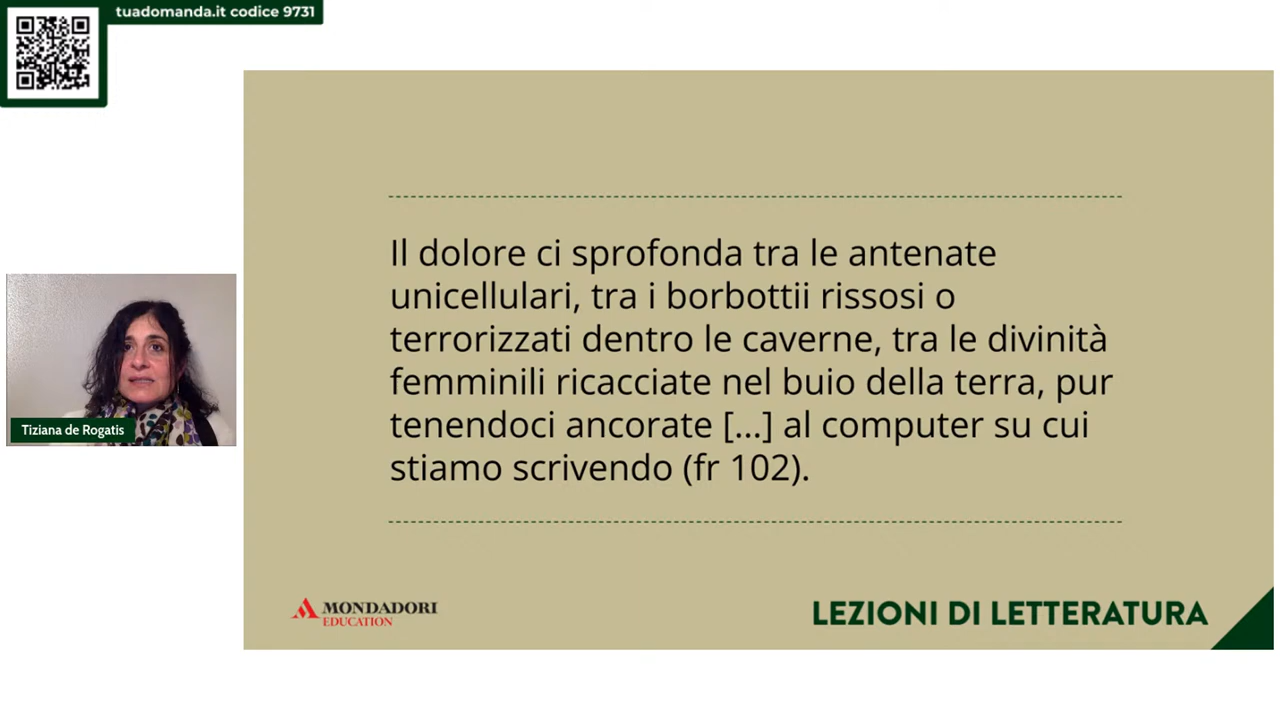 tuadomanda.it codice 9731
Il dolore ci sprofonda tra le antenate
unicellulari, tra i borbottii rissosi o
terrorizzati dentro le caverne, tra le divinità
femminili ricacciate nel buio della terra, pur
tenendoci ancorate [...] al computer su cui
stiamo scrivendo (fr 102).
Tiziana de Rogatis
MONDADORI
EDUCATION
LEZIONI DI LETTERATURA